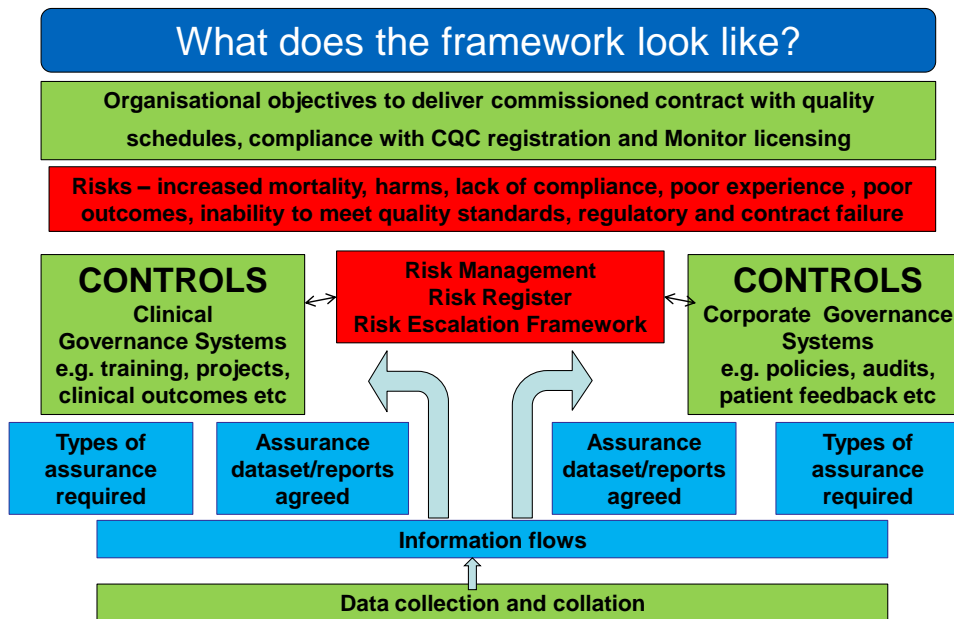 What does the framework look like?
Organisational objectives to deliver commissioned contract with quality
schedules, compliance with CQC registration and Monitor licensing
Risks – increased mortality, harms, lack of compliance, poor experience , poor
outcomes, inability to meet quality standards, regulatory and contract failure
CONTROLS
Clinical
Governance Systems
e.g. training, projects,
clinical outcomes etc
Risk Management
Risk Register
Risk Escalation Framework
CONTROLS
Corporate Governance
Systems
e.g. policies, audits,
patient feedback etc
Types of
assurance
required
Assurance
dataset/reports
agreed
Assurance
dataset/reports
agreed
Types of
assurance
required
Information flows
Data collection and collation